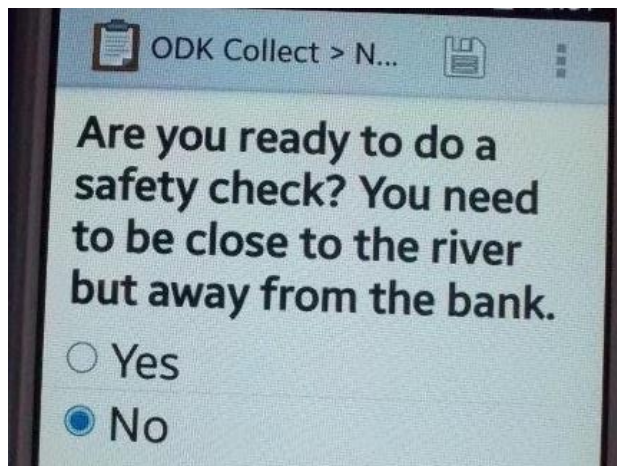 ODK Collect > N...
Are you ready to do a
safety check? You need
to be close to the river
but away from the bank.
Yes
No